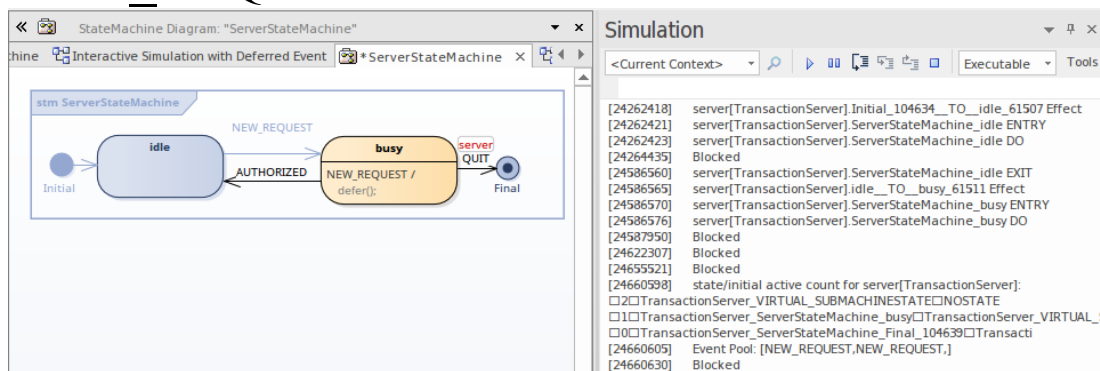 StateMachine Diagram: "ServerStateMachine"
hine Interactive Simulation with Deferred Event *ServerStateMachine
stm ServerStateMachine
NEW_REQUEST
idle
busy
server
QUIT
AUTHORIZED
NEW_REQUEST /
defer();
Initial
Final
Simulation
<Current Context>
Executable
Tools
[24262418] server[TransactionServer].Initial_104634__TO__idle_61507 Effect
[24262421] server[TransactionServer].ServerStateMachine_idle ENTRY
[24262423] server[TransactionServer].ServerStateMachine_idle DO
[24264435] Blocked
[24586560] server[TransactionServer].ServerStateMachine_idle EXIT
[24586565] server[TransactionServer].idle__TO__busy_61511 Effect
[24586570] server[TransactionServer].ServerStateMachine_busy ENTRY
[24586576] server[TransactionServer].ServerStateMachine_busy DO
[24587950] Blocked
[24622307] Blocked
[24655521] Blocked
[24660598] state/initial active count for server[TransactionServer]:
□2□TransactionServer_VIRTUAL_SUBMACHINESTATE□NOSTATE
□1□TransactionServer_ServerStateMachine_busy□TransactionServer_VIRTUAL_
□0□TransactionServer_ServerStateMachine_Final_104639□Transacti
[24660605] Event Pool: [NEW_REQUEST,NEW_REQUEST,]
[24660630] Blocked